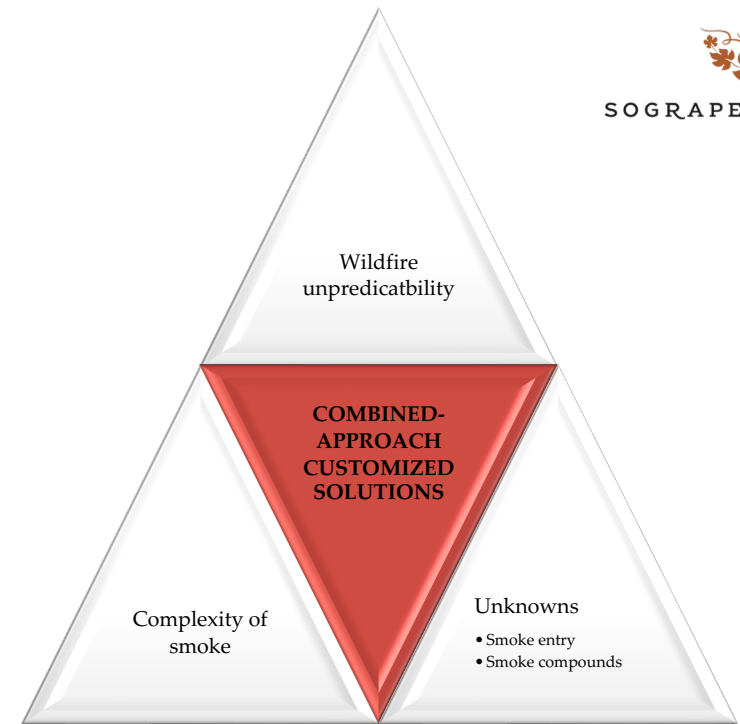 SOGRAPE
Wildfire
unpredicatbility
COMBINED-
APPROACH
CUSTOMIZED
SOLUTIONS
Complexity of
smoke
Unknowns
• Smoke entry
• Smoke compounds